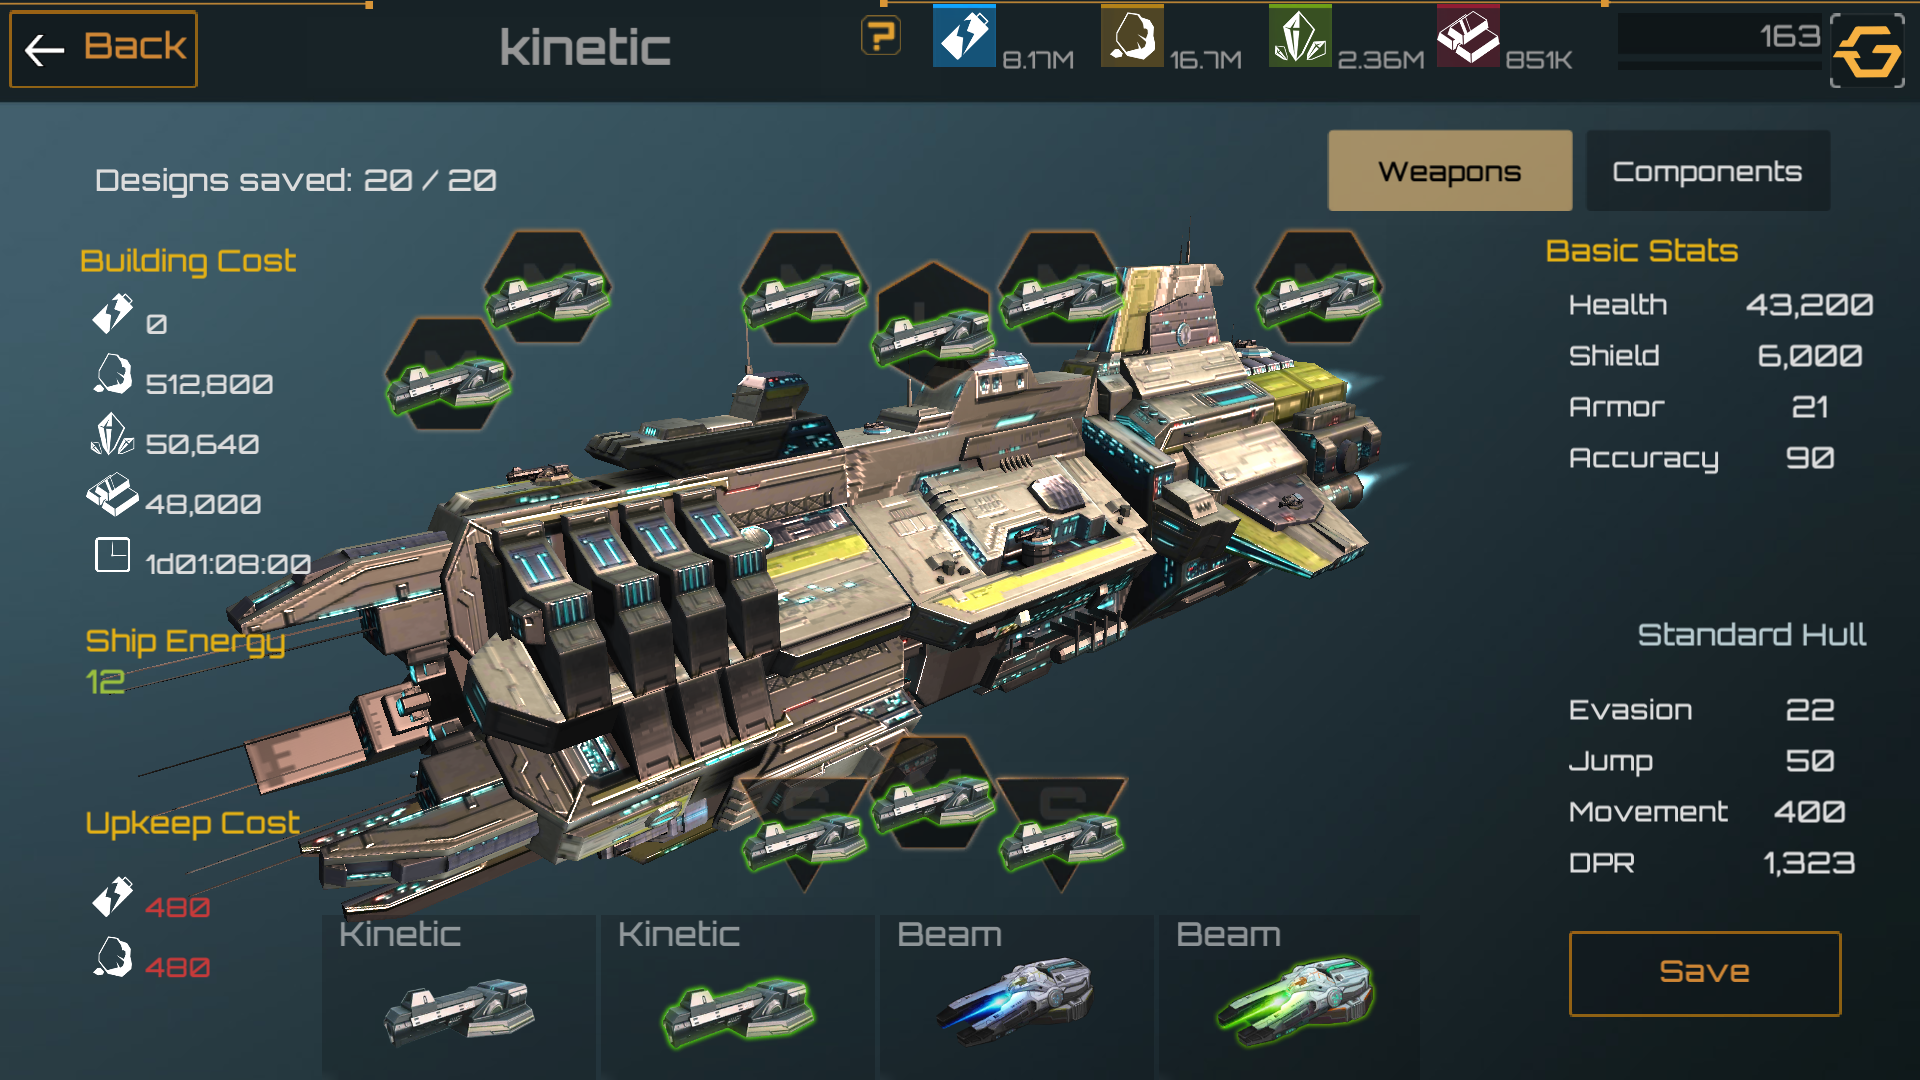 Back
kinetic
?
8.17M
16.7M
2.36M
851K
163
Designs saved: 20 / 20
Weapons
Components
Building Cost
0
512,800
50,640
48,000
1d01:08:00
Ship Energy
12
Upkeep Cost
480
480
M
M
M
L
M
M
S
M
S
Basic Stats
Health 43,200
Shield 6,000
Armor 21
Accuracy 90
Standard Hull
Evasion 22
Jump 50
Movement 400
DPR 1,323
Kinetic
Kinetic
Beam
Beam
Save